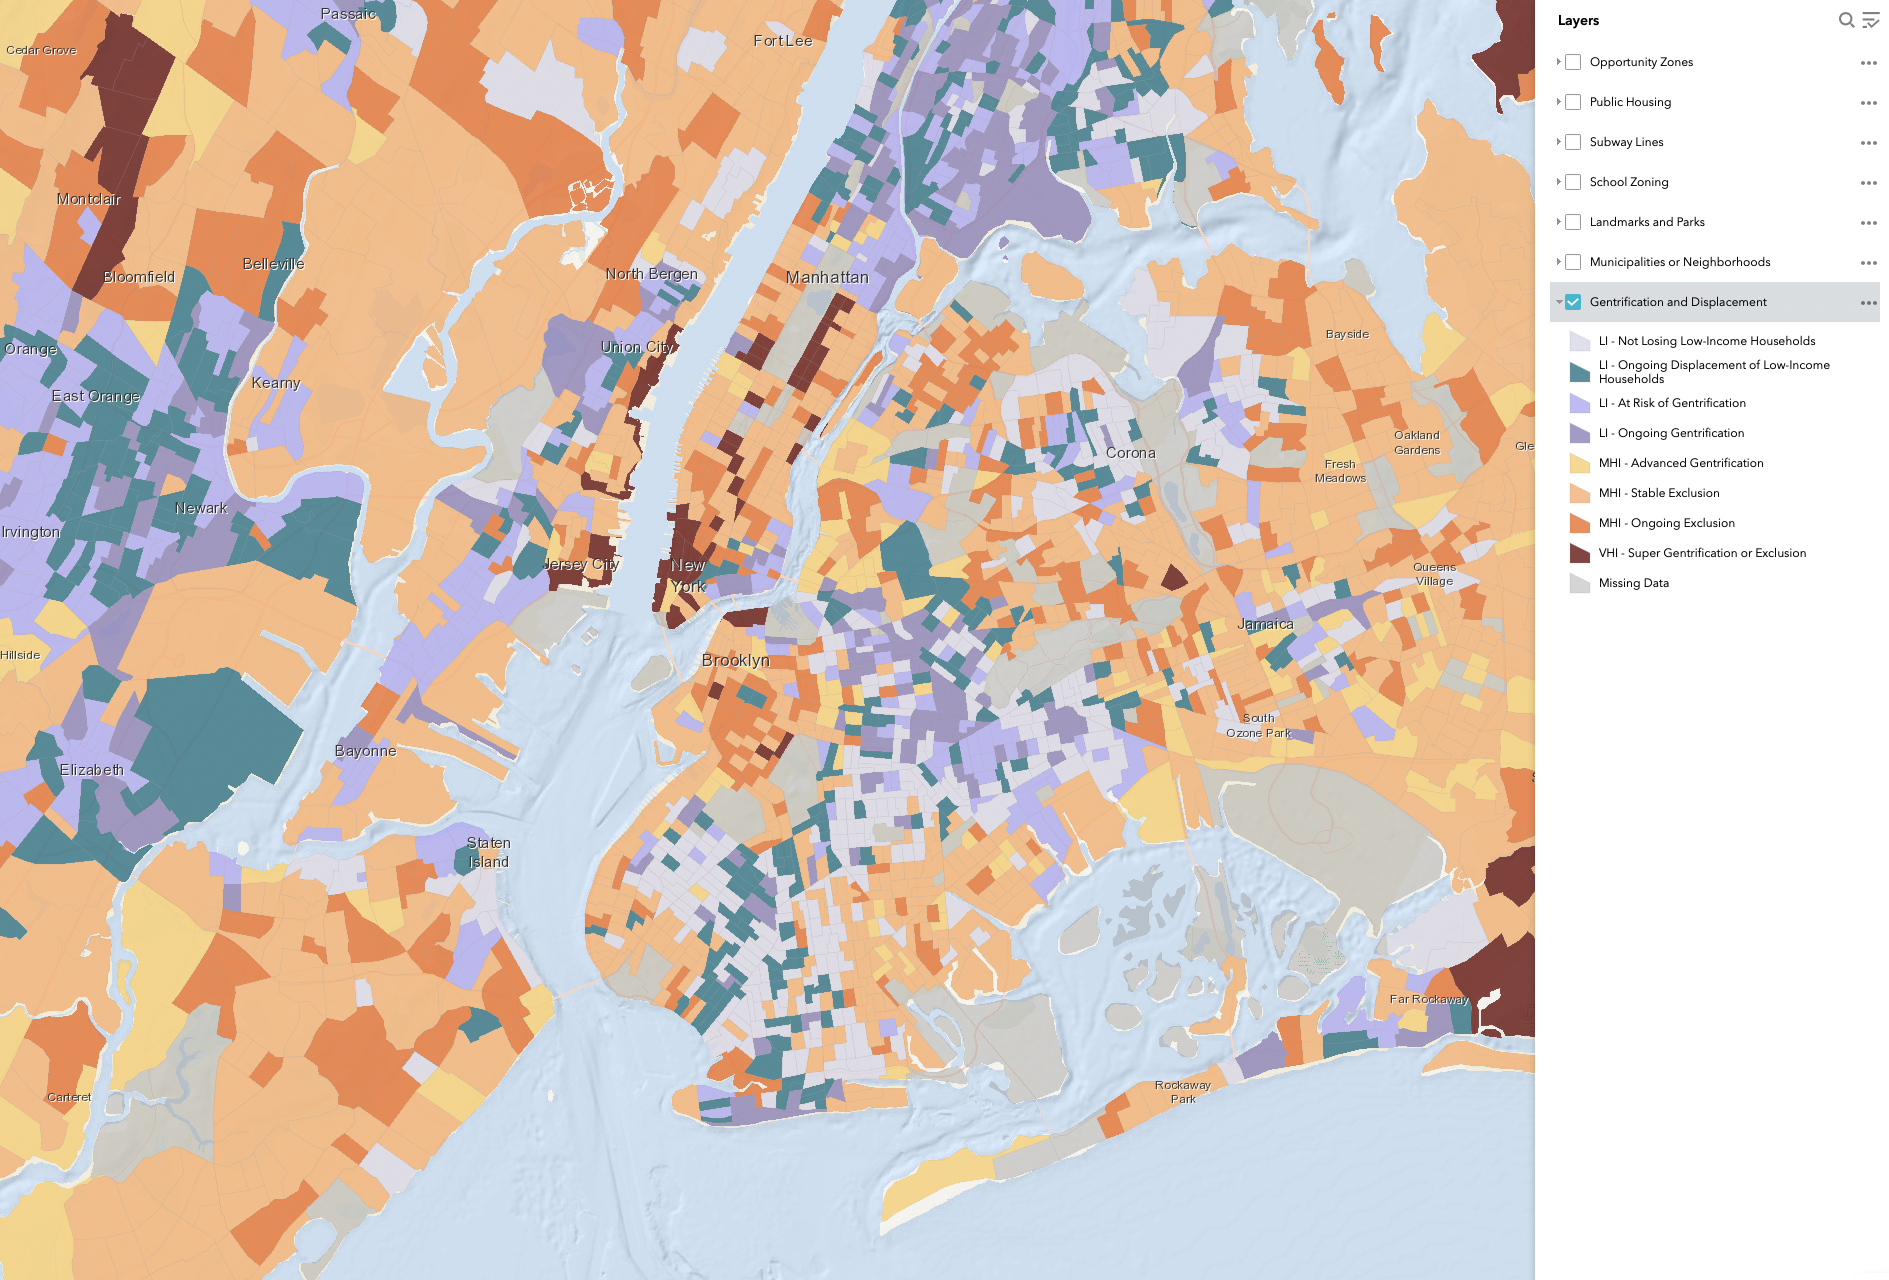 Passaic
Cedar Grove
Fort Lee
Montclair
Bloomfield
Belleville
North Bergen
Manhattan
Orange
Union City
Kearny
East Orange
Bayside
Oakland
Gardens
Gle
Fresh
Meadows
Corona
Newark
Irvington
Jersey City
New
York
Queens
Village
Jamaica
Hillside
Brooklyn
South
Ozone Park
Bayonne
Elizabeth
Staten
Island
Far Rockaway
Carteret
Rockaway
Park
Layers
Opportunity Zones
Public Housing
Subway Lines
School Zoning
Landmarks and Parks
Municipalities or Neighborhoods
Gentrification and Displacement
LI - Not Losing Low-Income Households
LI - Ongoing Displacement of Low-Income
Households
LI - At Risk of Gentrification
LI - Ongoing Gentrification
MHI - Advanced Gentrification
MHI - Stable Exclusion
MHI - Ongoing Exclusion
VHI - Super Gentrification or Exclusion
Missing Data